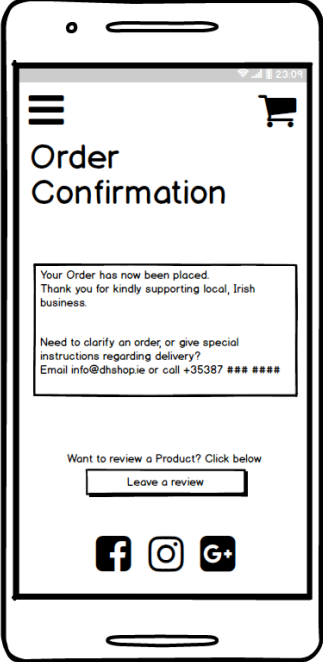 23:09
Order
Confirmation
Your Order has now been placed.
Thank you for kindly supporting local, Irish
business.
Need to clarify an order, or give special
instructions regarding delivery?
Email info@dhshop.ie or call +35387 ### ####
Want to review a Product? Click below
Leave a review
f
G+